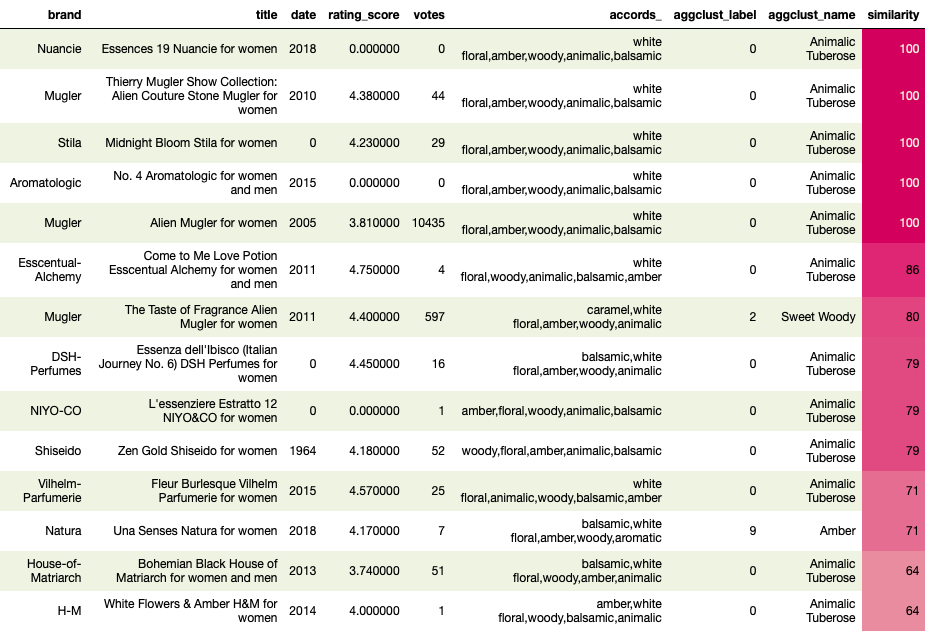 brand title date rating_score votes accords_ aggclust_label aggclust_name similarity
Nuancie Essences 19 Nuancie for women 2018 0.000000 0 white floral,amber,woody,animalic,balsamic 0 Animalic Tuberose 100
Mugler Thierry Mugler Show Collection: Alien Couture Stone Mugler for women 2010 4.380000 44 white floral,amber,woody,animalic,balsamic 0 Animalic Tuberose 100
Stila Midnight Bloom Stila for women 0 4.230000 29 white floral,amber,woody,animalic,balsamic 0 Animalic Tuberose 100
Aromatologic No. 4 Aromatologic for women and men 2015 0.000000 0 white floral,amber,woody,animalic,balsamic 0 Animalic Tuberose 100
Mugler Alien Mugler for women 2005 3.810000 10435 white floral,amber,woody,animalic,balsamic 0 Animalic Tuberose 100
Esscentual-Alchemy Come to Me Love Potion Esscentual Alchemy for women and men 2011 4.750000 4 white floral,woody,animalic,balsamic,amber 0 Animalic Tuberose 86
Mugler The Taste of Fragrance Alien Mugler for women 2011 4.400000 597 caramel,white floral,amber,woody,animalic 2 Sweet Woody 80
DSH-Perfumes Essenza dell'Ibisco (Italian Journey No. 6) DSH Perfumes for women 0 4.450000 16 balsamic,white floral,amber,woody,animalic 0 Animalic Tuberose 79
NIYO-CO L'essenziere Estratto 12 NIYO&CO for women 0 0.000000 1 amber,floral,woody,animalic,balsamic 0 Animalic Tuberose 79
Shiseido Zen Gold Shiseido for women 1964 4.180000 52 woody,floral,amber,animalic,balsamic 0 Animalic Tuberose 79
Vilhelm-Parfumerie Fleur Burlesque Vilhelm Parfumerie for women 2015 4.570000 25 white floral,animalic,woody,balsamic,amber 0 Animalic Tuberose 71
Natura Una Senses Natura for women 2018 4.170000 7 balsamic,white floral,amber,woody,aromatic 9 Amber 71
House-of-Matriarch Bohemian Black House of Matriarch for women and men 2013 3.740000 51 balsamic,white floral,woody,amber,animalic 0 Animalic Tuberose 64
H-M White Flowers & Amber H&M for women 2014 4.000000 1 amber,white floral,woody,balsamic,animalic 0 Animalic Tuberose 64